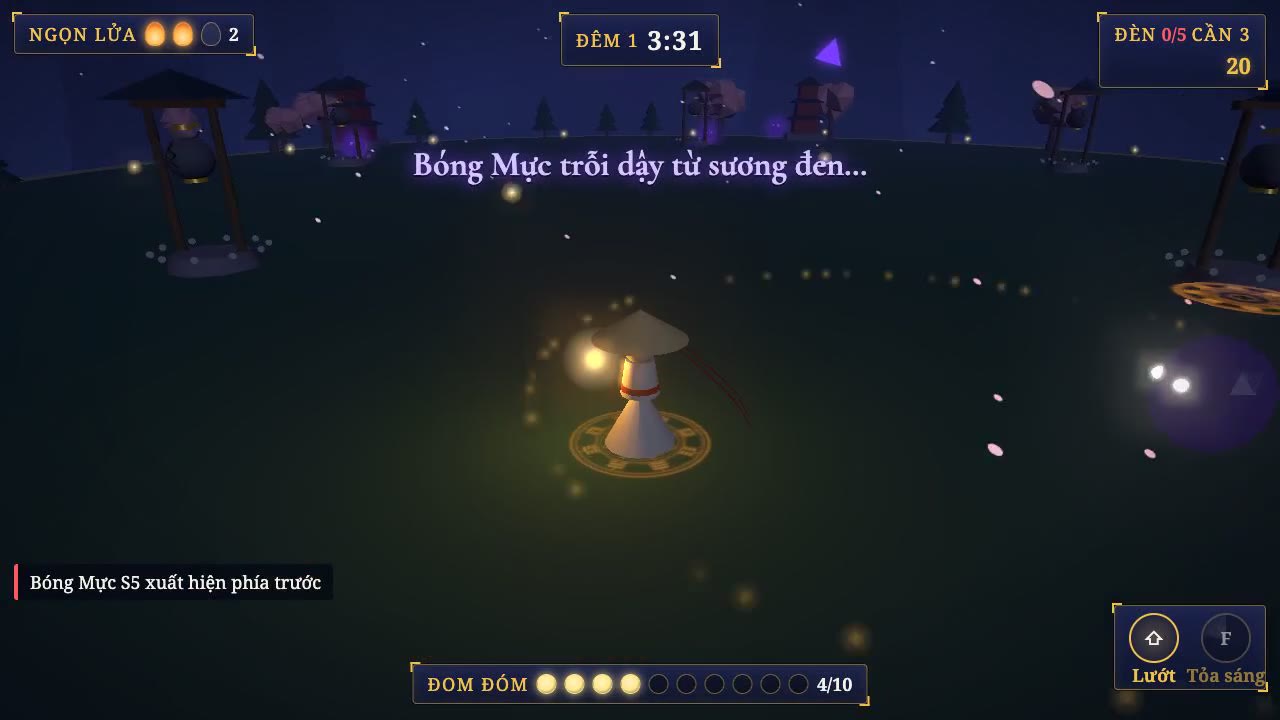 NGỌN LỬA 2
ĐÊM 1 3:31
ĐÈN 0/5 CẦN 3
20
Bóng Mực trỗi dậy từ sương đen...
Bóng Mực S5 xuất hiện phía trước
F
Lướt Tỏa sáng
ĐOM ĐÓM 4/10